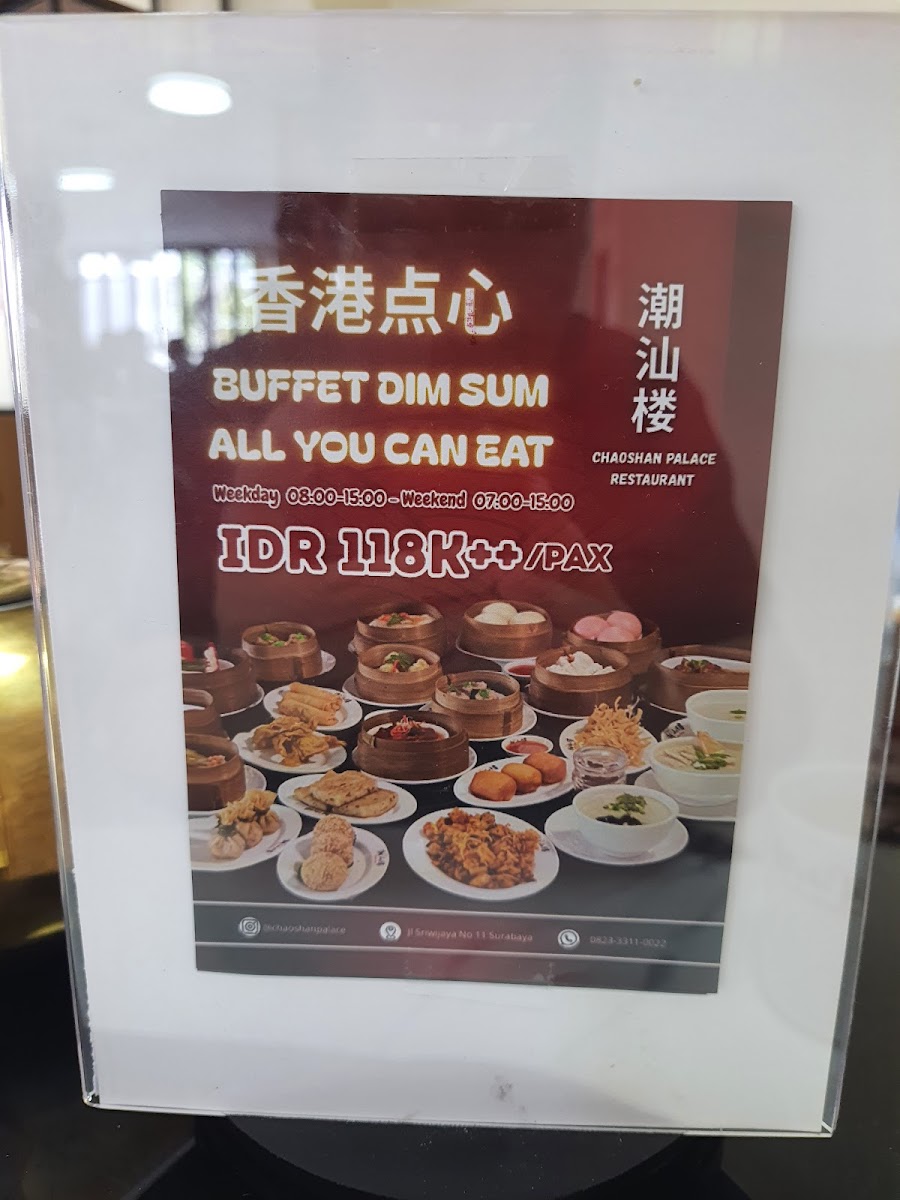 香港点心
BUFFET DIM SUM
ALL YOU CAN EAT
Weekday 08:00-15:00 - Weekend 07:00-15:00
IDR 118K++ /PAX
潮汕楼
CHAOSHAN PALACE
RESTAURANT
@chaoshanpalace
Jl Sriwijaya No 11 Surabaya
0823-3311-0022